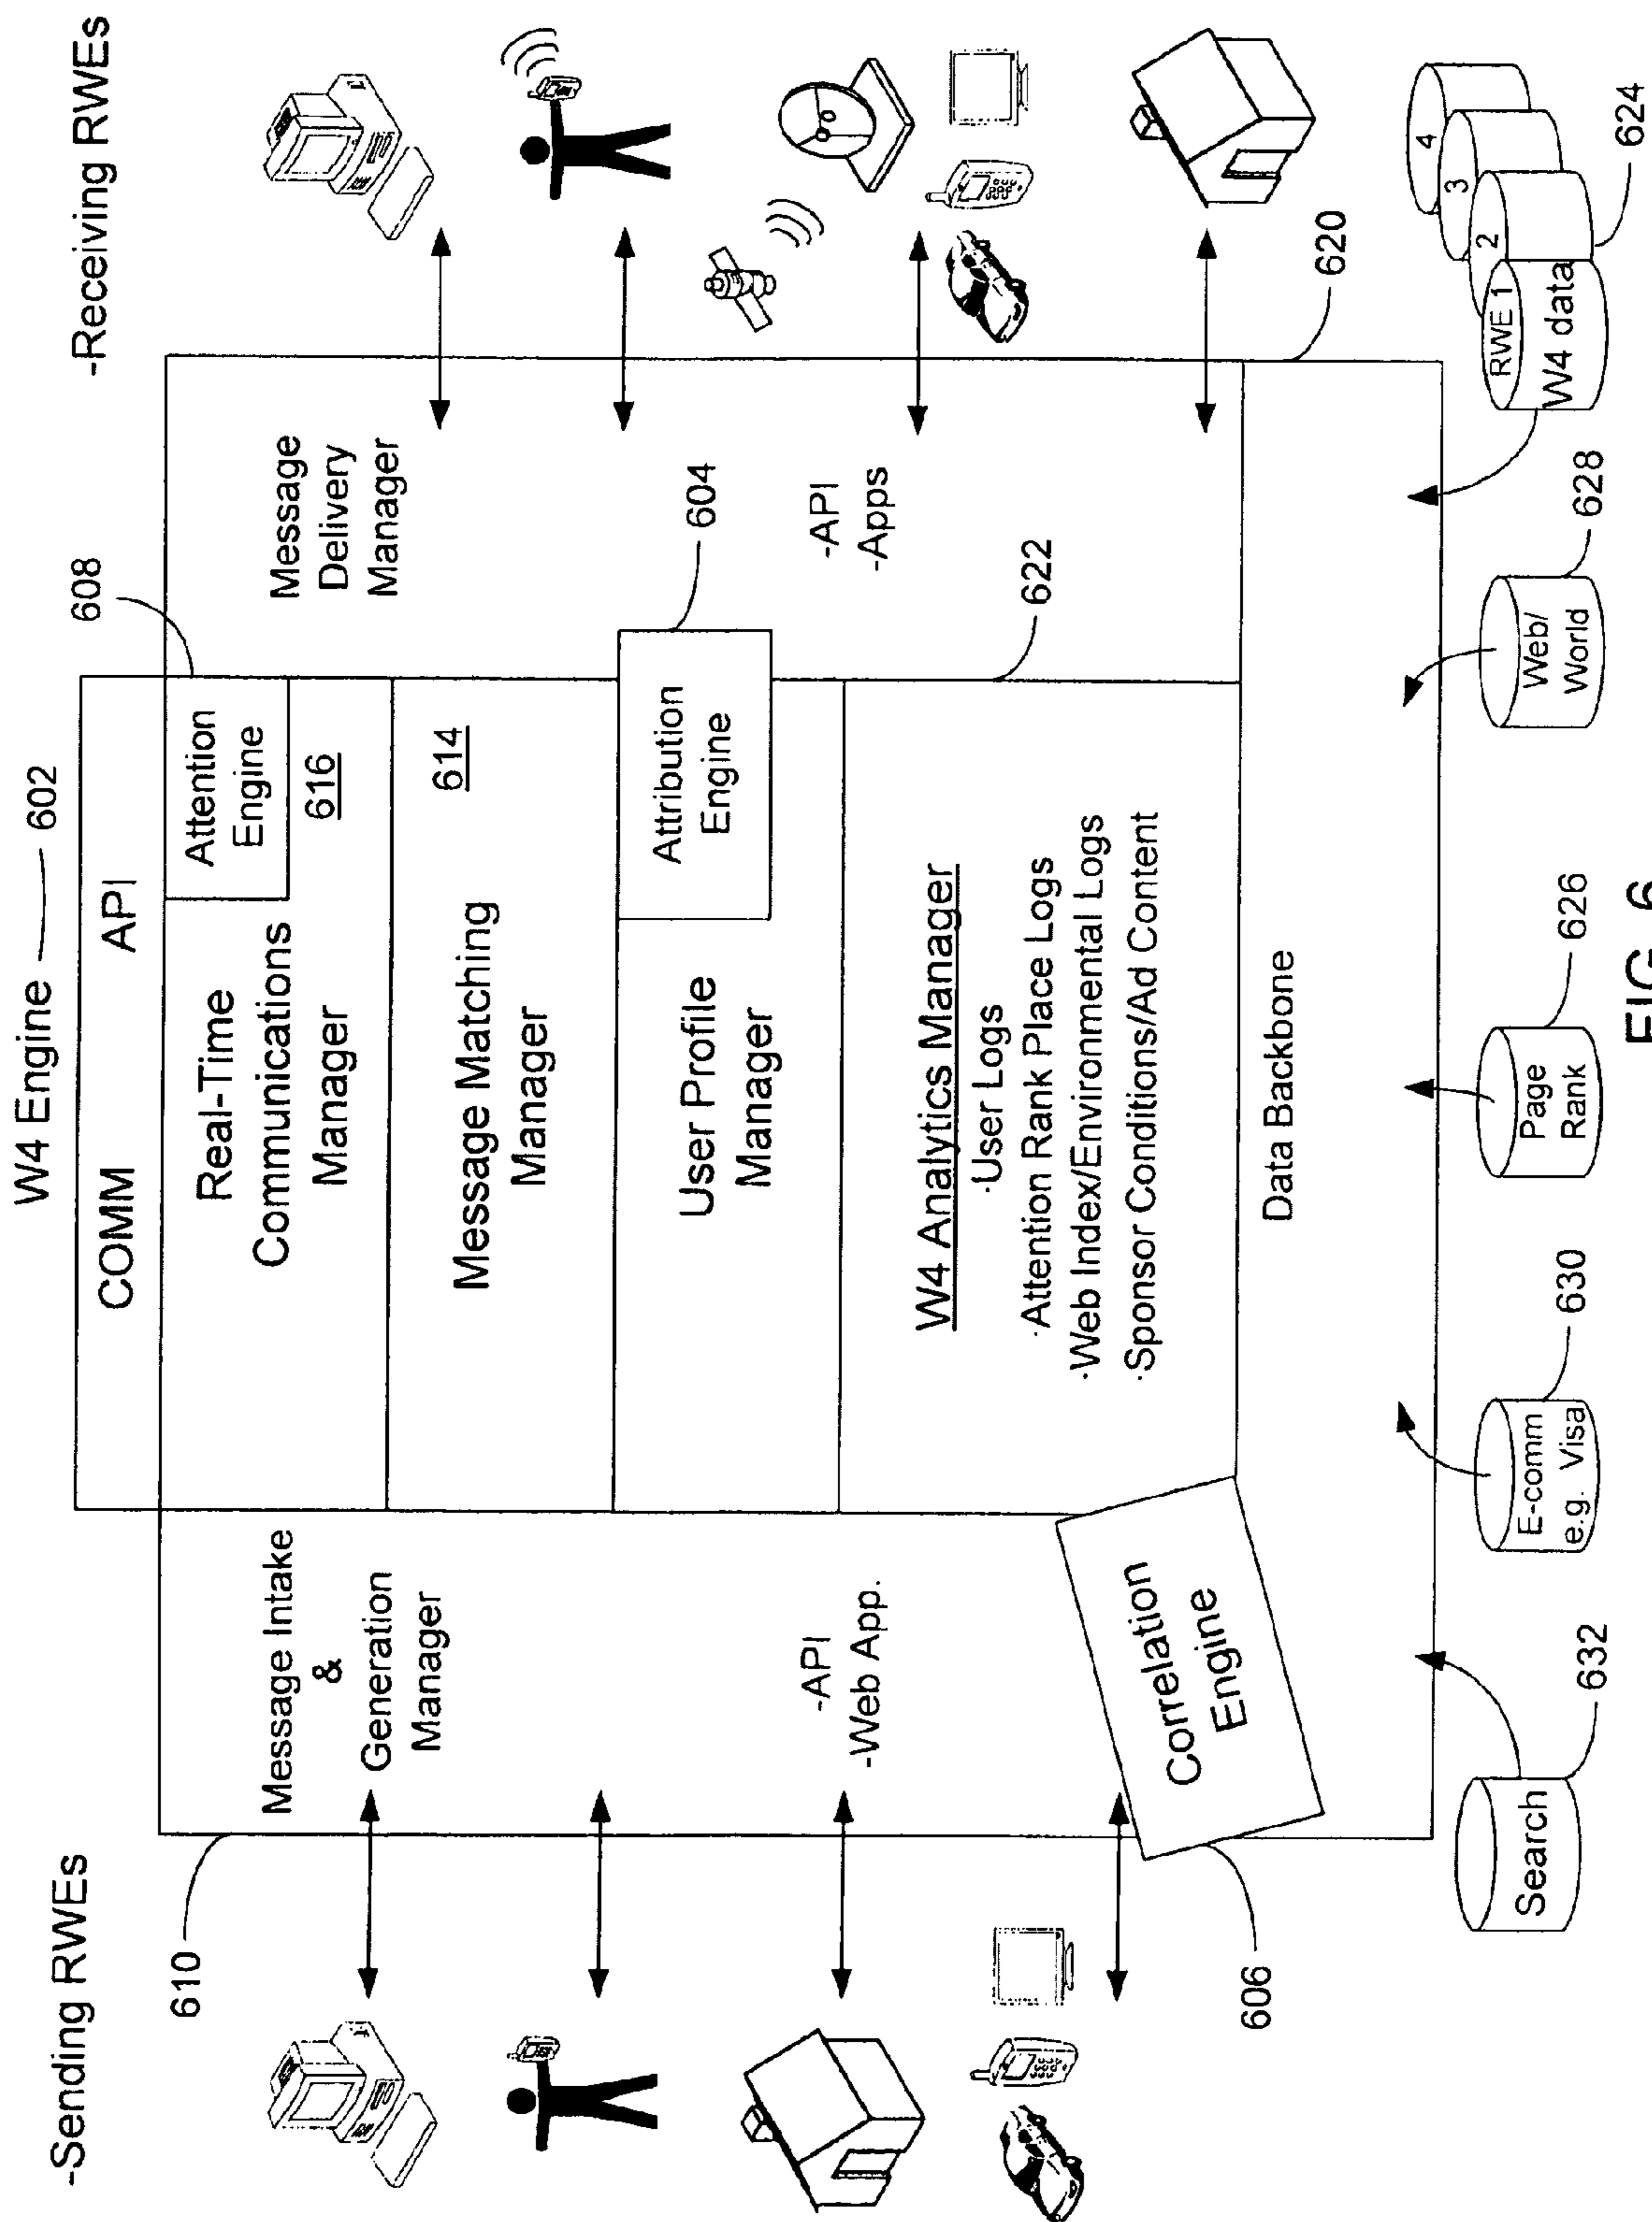 W4 Engine 602
-Sending RWEs
-Receiving RWEs
610
608
COMM API
Message Intake
&
Generation
Manager
-API
-Web App.
Real-Time
Communications
Manager
Attention
Engine
616
Message Matching
Manager
614
User Profile
Manager
Attribution
Engine
604
Message
Delivery
Manager
-API
-Apps
W4 Analytics Manager
·User Logs
·Attention Rank Place Logs
·Web Index/Environmental Logs
·Sponsor Conditions/Ad Content
622
Correlation
Engine
606
Data Backbone
620
Search
632
E-comm
e.g. Visa
630
Page
Rank
626
Web/
World
628
RWE 1
W4 data
2
3
4
624
FIG. 6